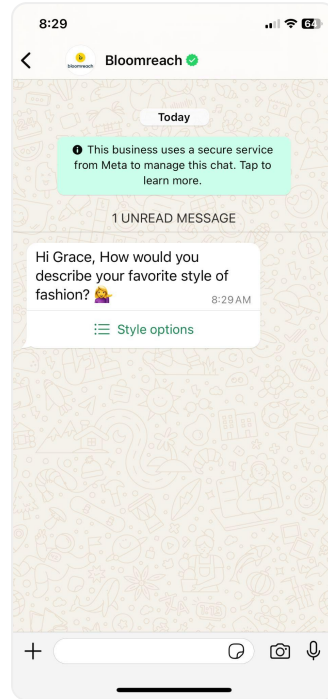 8:29
64
bloomreach
Bloomreach
Today
This business uses a secure service
from Meta to manage this chat. Tap to
learn more.
1 UNREAD MESSAGE
Hi Grace, How would you
describe your favorite style of
fashion? 💁‍♀️
8:29 AM
Style options